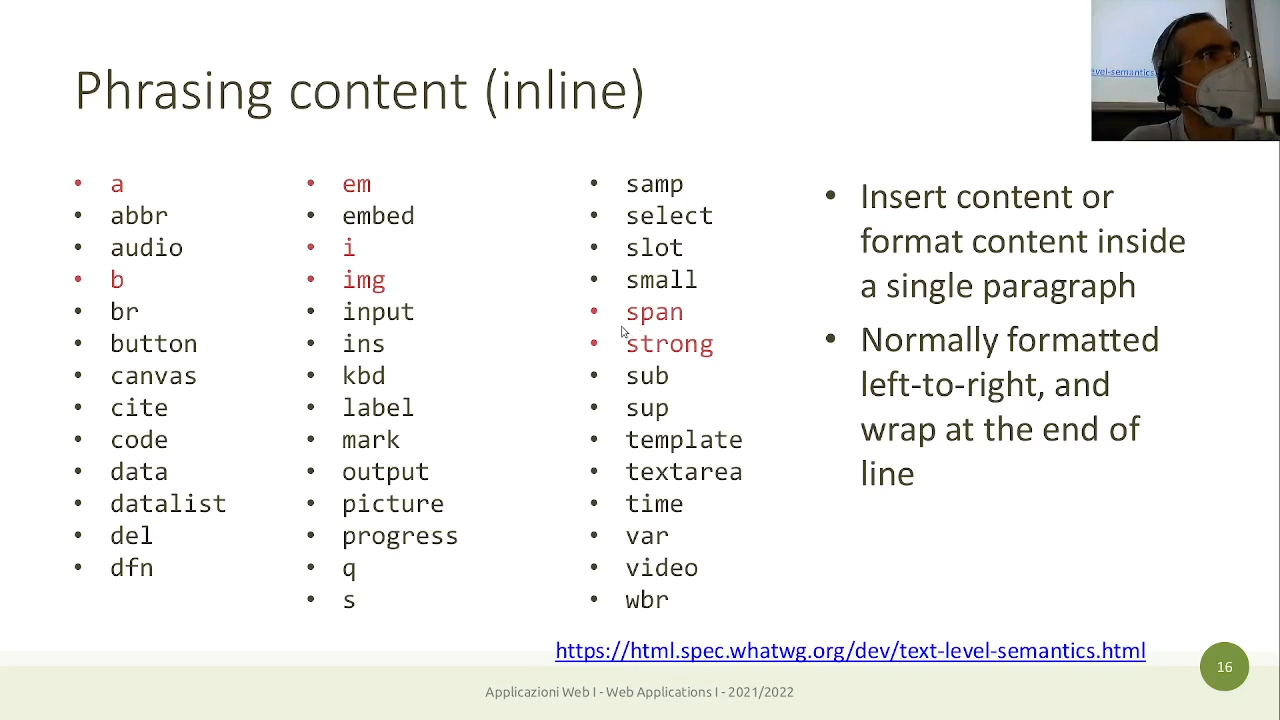 Phrasing content (inline)
• a
• abbr
• audio
• b
• br
• button
• canvas
• cite
• code
• data
• datalist
• del
• dfn
• em
• embed
• i
• img
• input
• ins
• kbd
• label
• mark
• output
• picture
• progress
• q
• s
• samp
• select
• slot
• small
• span
• strong
• sub
• sup
• template
• textarea
• time
• var
• video
• wbr
• Insert content or
format content inside
a single paragraph
• Normally formatted
left-to-right, and
wrap at the end of
line
https://html.spec.whatwg.org/dev/text-level-semantics.html
Applicazioni Web I - Web Applications I - 2021/2022
16
evel-semantics